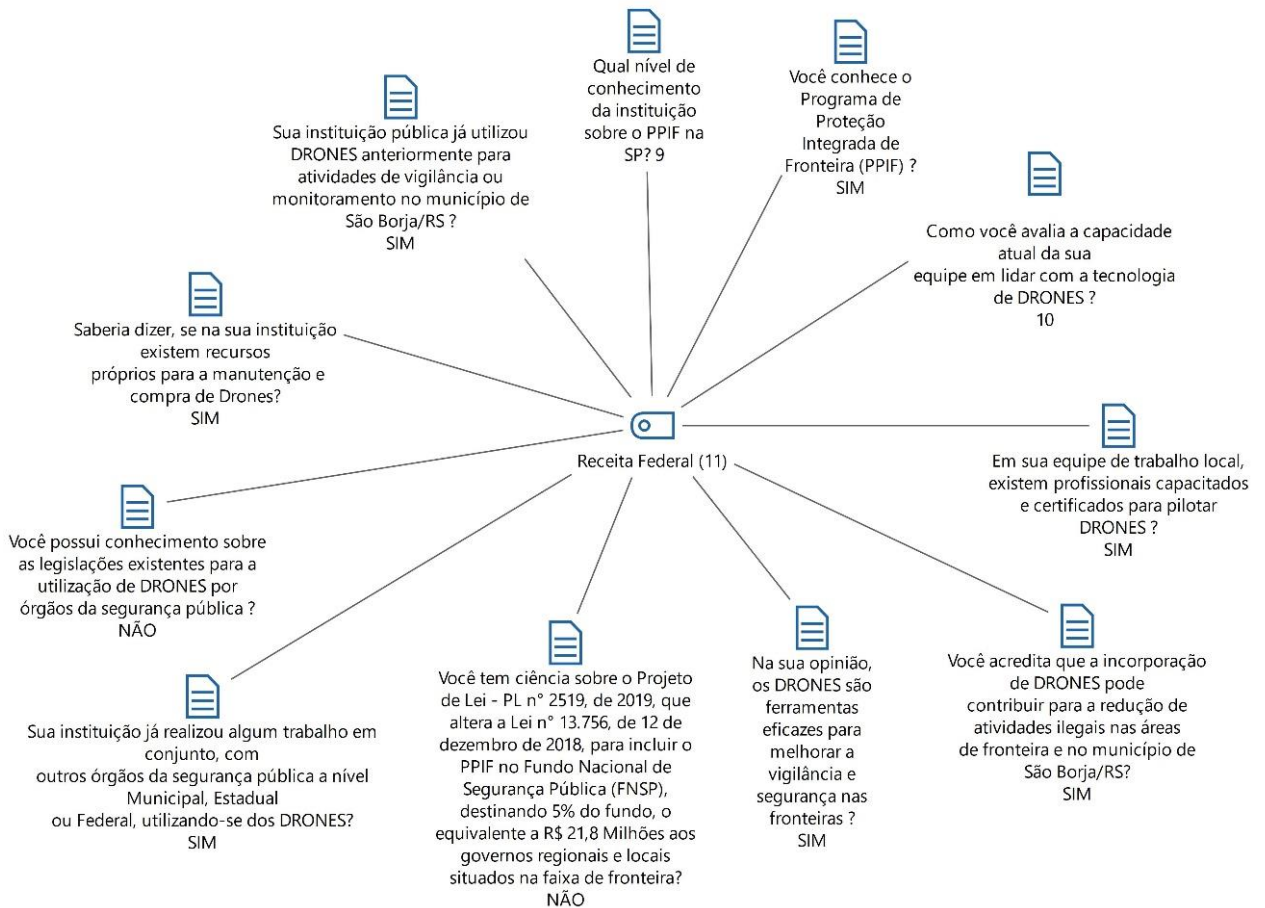 Qual nível de
conhecimento
da instituição
sobre o PPIF na
SP? 9
Você conhece o
Programa de
Proteção
Integrada de
Fronteira (PPIF) ?
SIM
Sua instituição pública já utilizou
DRONES anteriormente para
atividades de vigilância ou
monitoramento no município de
São Borja/RS ?
SIM
Como você avalia a capacidade
atual da sua
equipe em lidar com a tecnologia
de DRONES ?
10
Saberia dizer, se na sua instituição
existem recursos
próprios para a manutenção e
compra de Drones?
SIM
Receita Federal (11)
Em sua equipe de trabalho local,
existem profissionais capacitados
e certificados para pilotar
DRONES ?
SIM
Você possui conhecimento sobre
as legislações existentes para a
utilização de DRONES por
órgãos da segurança pública ?
NÃO
Sua instituição já realizou algum trabalho em
conjunto, com
outros órgãos da segurança pública a nível
Municipal, Estadual
ou Federal, utilizando-se dos DRONES?
SIM
Você tem ciência sobre o Projeto
de Lei - PL n° 2519, de 2019, que
altera a Lei n° 13.756, de 12 de
dezembro de 2018, para incluir o
PPIF no Fundo Nacional de
Segurança Pública (FNSP),
destinando 5% do fundo, o
equivalente a R$ 21,8 Milhões aos
governos regionais e locais
situados na faixa de fronteira?
NÃO
Na sua opinião,
os DRONES são
ferramentas
eficazes para
melhorar a
vigilância e
segurança nas
fronteiras ?
SIM
Você acredita que a incorporação
de DRONES pode
contribuir para a redução de
atividades ilegais nas áreas
de fronteira e no município de
São Borja/RS?
SIM